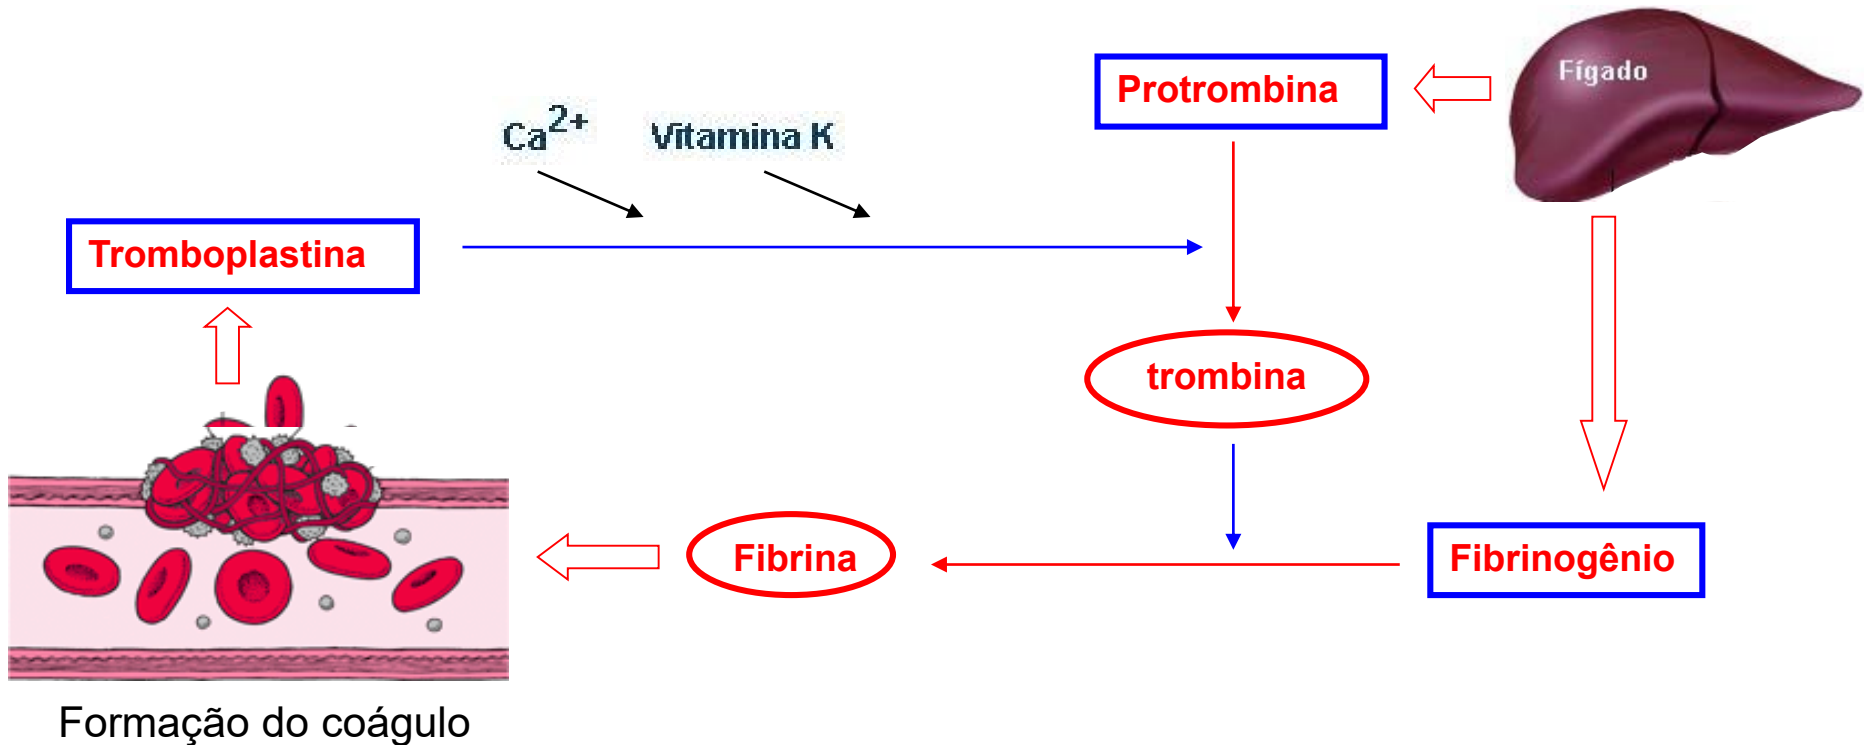 Fígado
Protrombina
Ca2+
Vitamina K
Tromboplastina
trombina
Fibrina
Fibrinogênio
Formação do coágulo